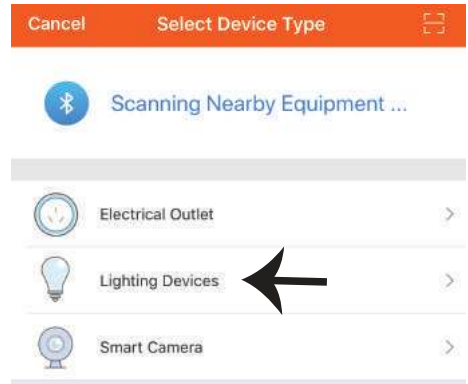 Cancel Select Device Type
Scanning Nearby Equipment ...
Electrical Outlet
Lighting Devices
Smart Camera